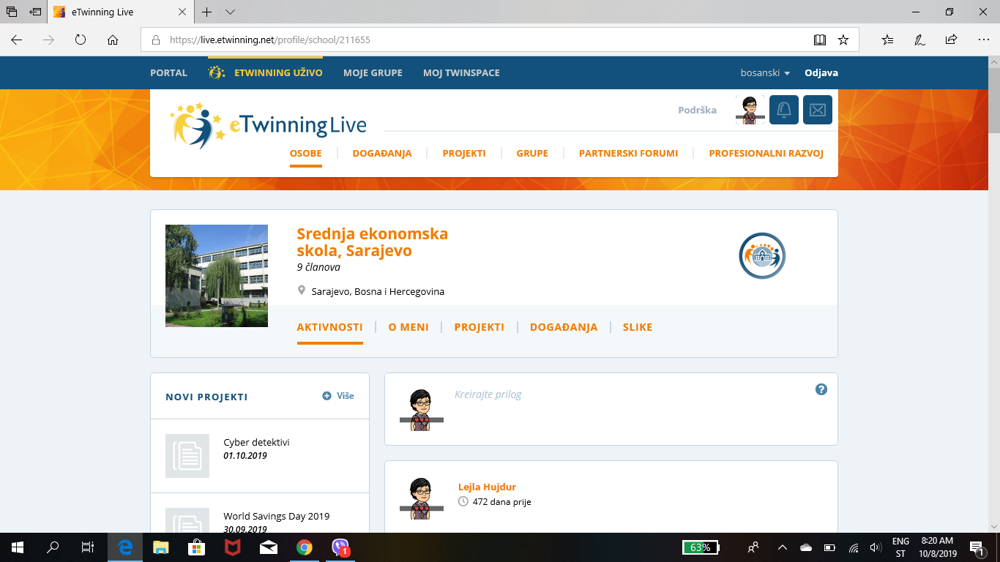 eTwinning Live
https://live.etwinning.net/profile/school/211655
PORTAL ETWINNING UŽIVO MOJE GRUPE MOJ TWINSPACE bosanski Odjava
Podrška
eTwinning Live
OSOBE DOGAĐANJA PROJEKTI GRUPE PARTNERSKI FORUMI PROFESIONALNI RAZVOJ
Srednja ekonomska
skola, Sarajevo
9 članova
Sarajevo, Bosna i Hercegovina
AKTIVNOSTI O MENI PROJEKTI DOGAĐANJA SLIKE
NOVI PROJEKTI Više
Cyber detektivi
01.10.2019
World Savings Day 2019
30.09.2019
Kreirajte prilog
?
Lejla Hujdur
472 dana prije
1
63%
ENG
ST
8:20 AM
10/8/2019
1